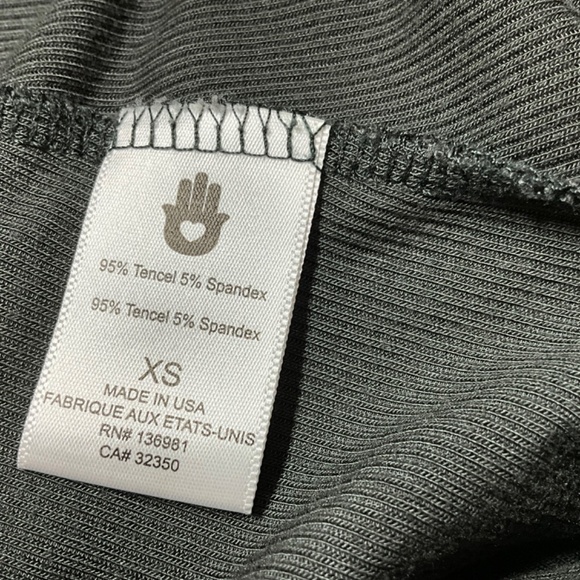 95% Tencel 5% Spandex
95% Tencel 5% Spandex
XS
MADE IN USA
FABRIQUE AUX ETATS-UNIS
RN# 136981
CA# 32350